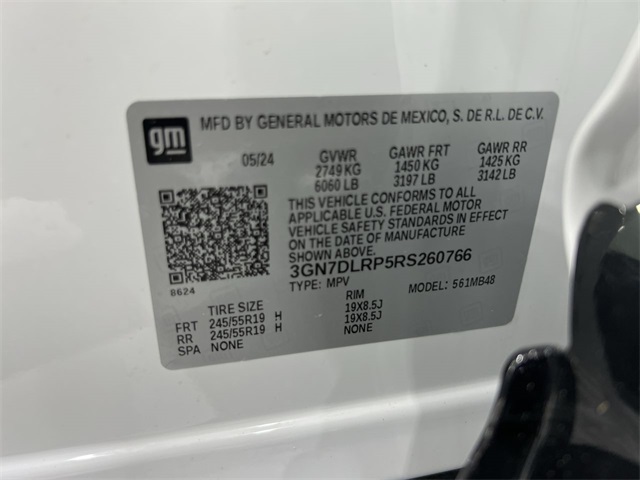 gm MFD BY GENERAL MOTORS DE MEXICO, S. DE R.L. DE C.V.
05/24 GVWR GAWR FRT GAWR RR
2749 KG 1450 KG 1425 KG
6060 LB 3197 LB 3142 LB
THIS VEHICLE CONFORMS TO ALL
APPLICABLE U.S. FEDERAL MOTOR
VEHICLE SAFETY STANDARDS IN EFFECT
ON THE DATE OF MANUFACTURE
SHOWN ABOVE.
3GN7DLRP5RS260766
8624 TYPE: MPV MODEL: 561MB48
TIRE SIZE RIM
FRT 245/55R19 H 19X8.5J
RR 245/55R19 H 19X8.5J
SPA NONE NONE